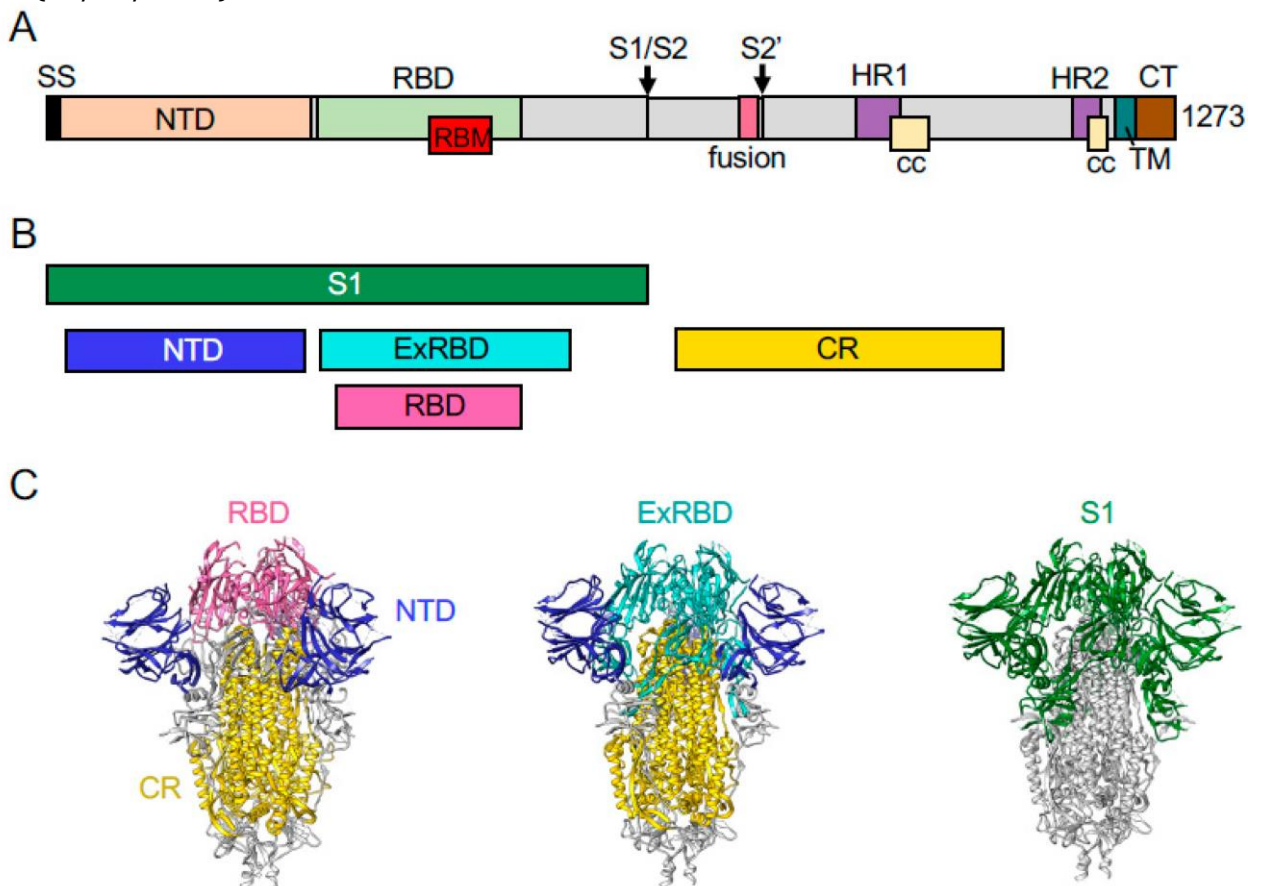 A
S1/S2 S2'
SS RBD HR1 HR2 CT
NTD 1273
RBM
fusion cc cc TM
B
S1
NTD ExRBD CR
RBD
C
RBD ExRBD S1
NTD
CR